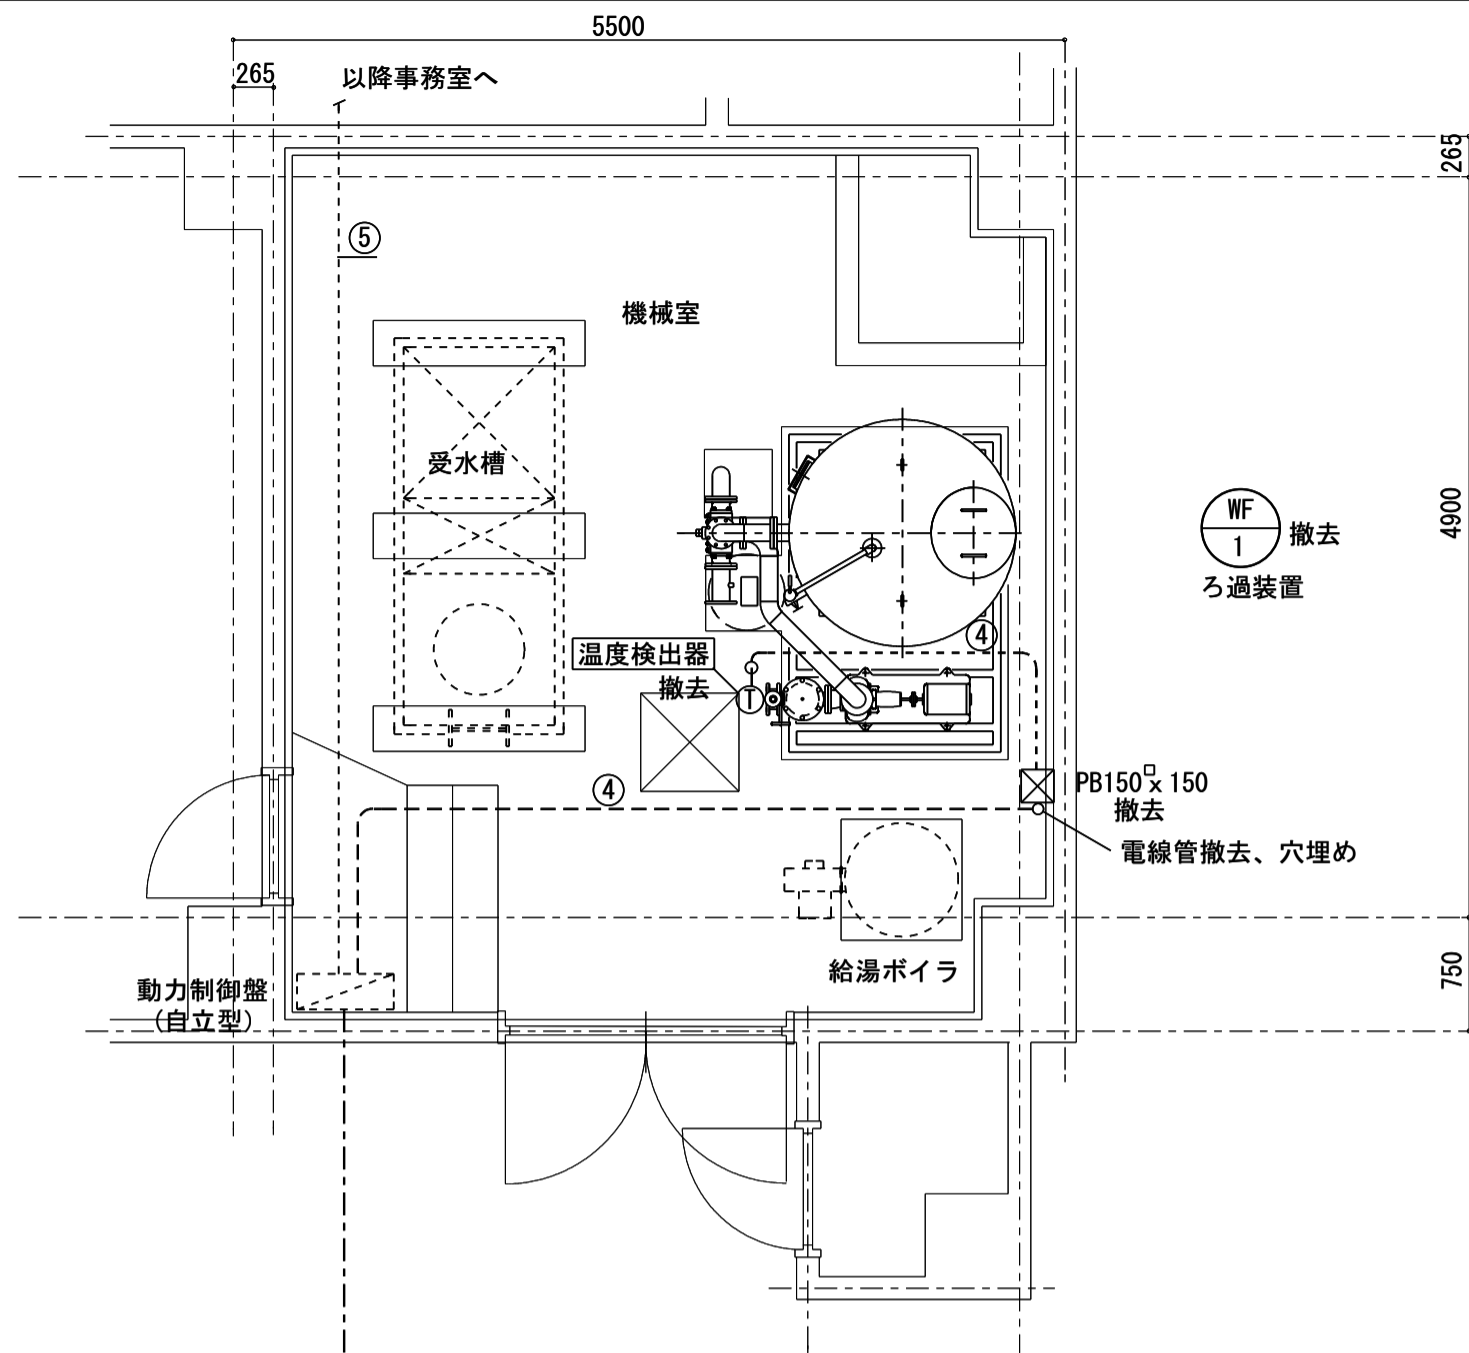 5500
265
以降事務室へ
265
⑤
機械室
受水槽
4900
WF
1
撤去
ろ過装置
④
温度検出器
撤去
T
④
PB150□x 150
撤去
電線管撤去、穴埋め
給湯ボイラ
750
動力制御盤
(自立型)